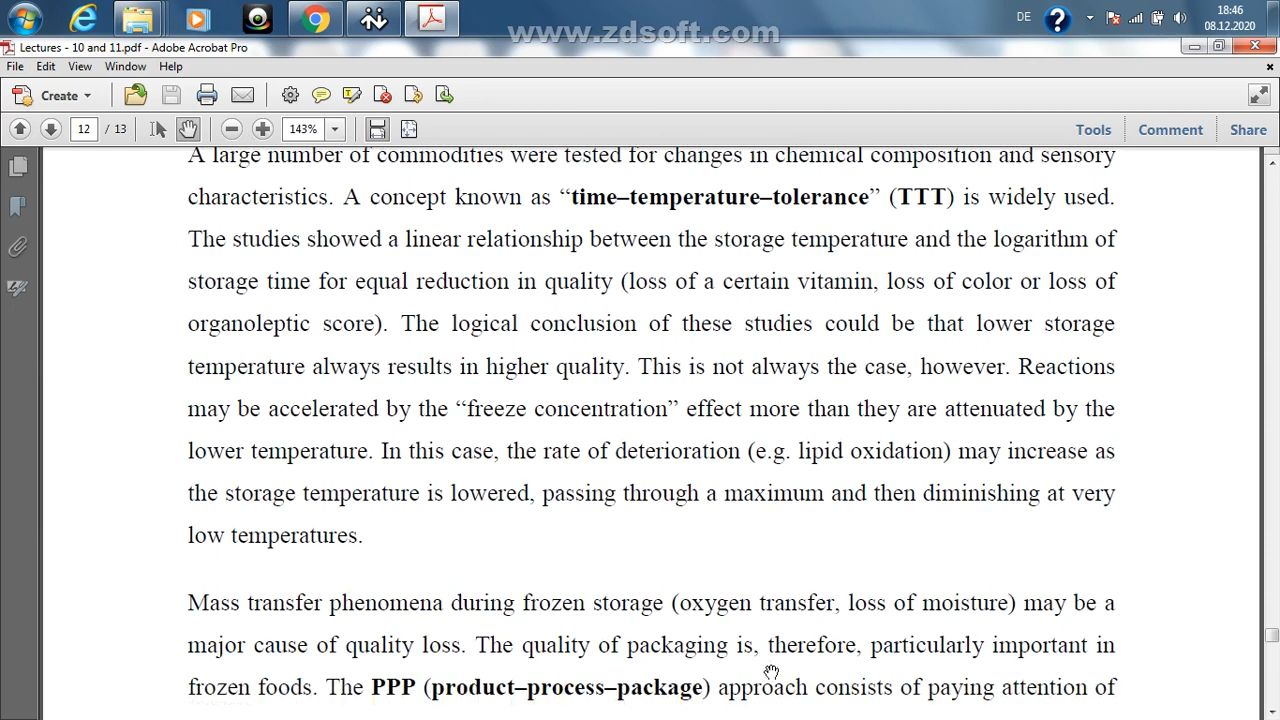 DE
18:46
08.12.2020
www.zdsoft.com
Lectures - 10 and 11.pdf - Adobe Acrobat Pro
File Edit View Window Help
Create
12 / 13 143% Tools Comment Share
A large number of commodities were tested for changes in chemical composition and sensory
characteristics. A concept known as “time–temperature–tolerance” (TTT) is widely used.
The studies showed a linear relationship between the storage temperature and the logarithm of
storage time for equal reduction in quality (loss of a certain vitamin, loss of color or loss of
organoleptic score). The logical conclusion of these studies could be that lower storage
temperature always results in higher quality. This is not always the case, however. Reactions
may be accelerated by the “freeze concentration” effect more than they are attenuated by the
lower temperature. In this case, the rate of deterioration (e.g. lipid oxidation) may increase as
the storage temperature is lowered, passing through a maximum and then diminishing at very
low temperatures.
Mass transfer phenomena during frozen storage (oxygen transfer, loss of moisture) may be a
major cause of quality loss. The quality of packaging is, therefore, particularly important in
frozen foods. The PPP (product–process–package) approach consists of paying attention of